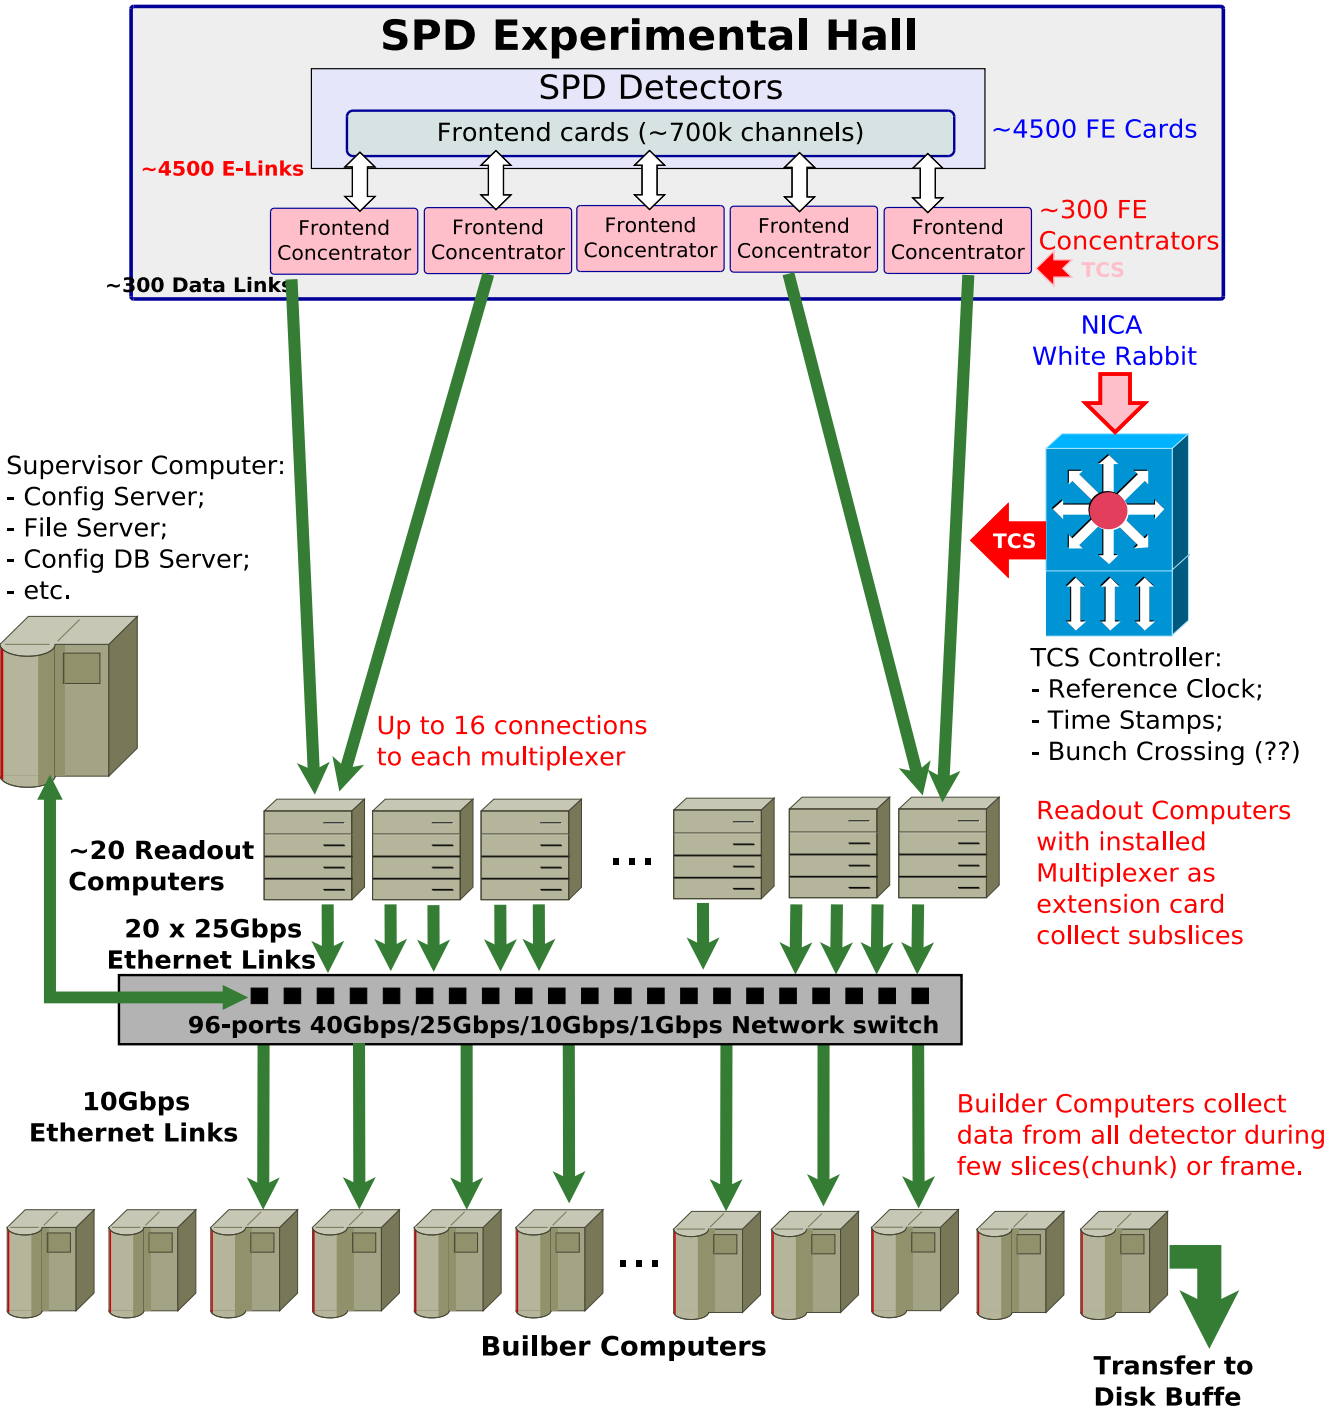 SPD Experimental Hall
SPD Detectors
Frontend cards (~700k channels)
~4500 FE Cards
~4500 E-Links
Frontend
Concentrator
Frontend
Concentrator
Frontend
Concentrator
Frontend
Concentrator
Frontend
Concentrator
~300 FE
Concentrators
TCS
~300 Data Links
NICA
White Rabbit
Supervisor Computer:
- Config Server;
- File Server;
- Config DB Server;
- etc.
TCS
TCS Controller:
- Reference Clock;
- Time Stamps;
- Bunch Crossing (??)
Up to 16 connections
to each multiplexer
~20 Readout
Computers
...
Readout Computers
with installed
Multiplexer as
extension card
collect subslices
20 x 25Gbps
Ethernet Links
96-ports 40Gbps/25Gbps/10Gbps/1Gbps Network switch
10Gbps
Ethernet Links
Builder Computers collect
data from all detector during
few slices(chunk) or frame.
...
Builber Computers
Transfer to
Disk Buffe